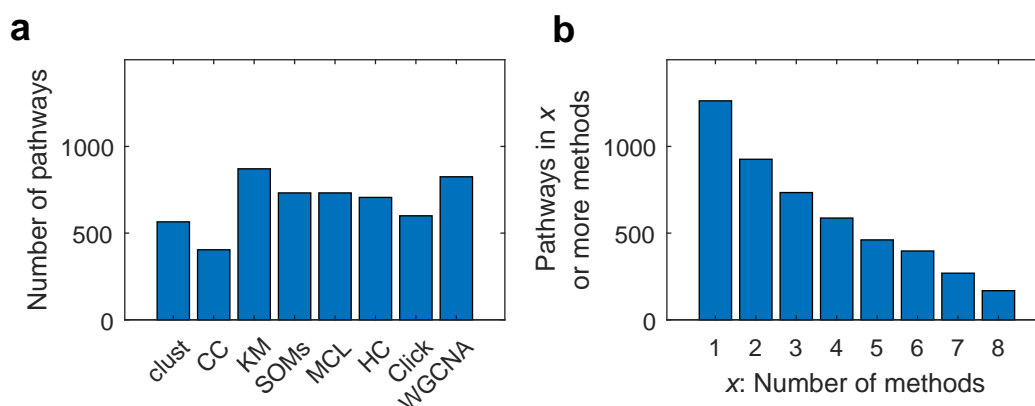 a
Number of pathways
1000
500
0
clust
CC
KM
SOMs
MCL
HC
Click
WGCNA
b
Pathways in x
or more methods
1000
500
0
1 2 3 4 5 6 7 8
x: Number of methods